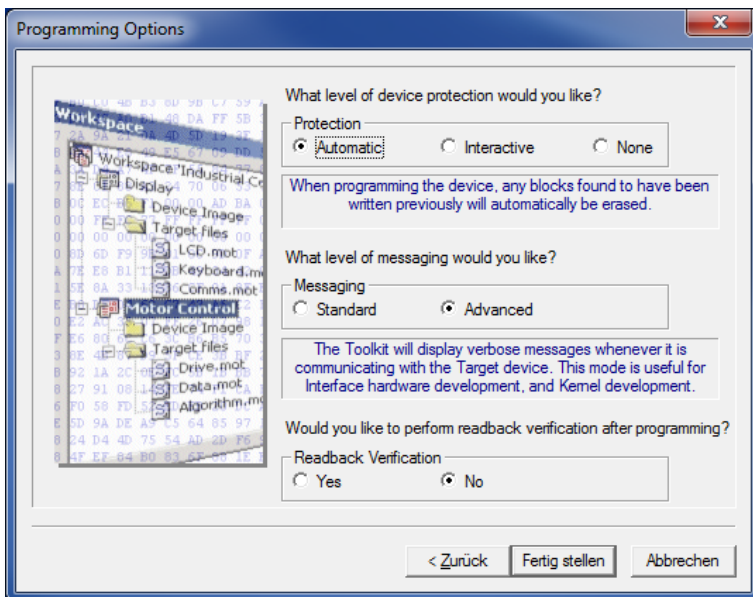 Programming Options
What level of device protection would you like?
Protection
Automatic
Interactive
None
When programming the device, any blocks found to have been
written previously will automatically be erased.
What level of messaging would you like?
Messaging
Standard
Advanced
The Toolkit will display verbose messages whenever it is
communicating with the Target device. This mode is useful for
Interface hardware development, and Kernel development.
Would you like to perform readback verification after programming?
Readback Verification
Yes
No
Workspace
Workspace 'Industrial
Display
Device Image
Target files
LCD.mot
Keyboard
Comms.mot
Motor Control
Device Image
Target files
Drive.mot
Data.mot
Algorithm
< Zurück
Fertig stellen
Abbrechen